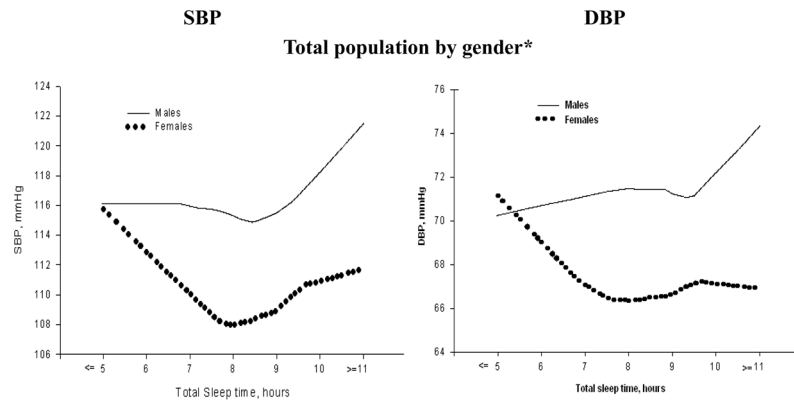 SBP
DBP
Total population by gender*
124
122
120
118
116
114
112
110
108
106
SBP, mmHg
Males
Females
<= 5 6 7 8 9 10 >=11
Total Sleep time, hours
76
74
72
70
68
66
64
DBP, mmHg
Males
Females
<= 5 6 7 8 9 10 >=11
Total sleep time, hours